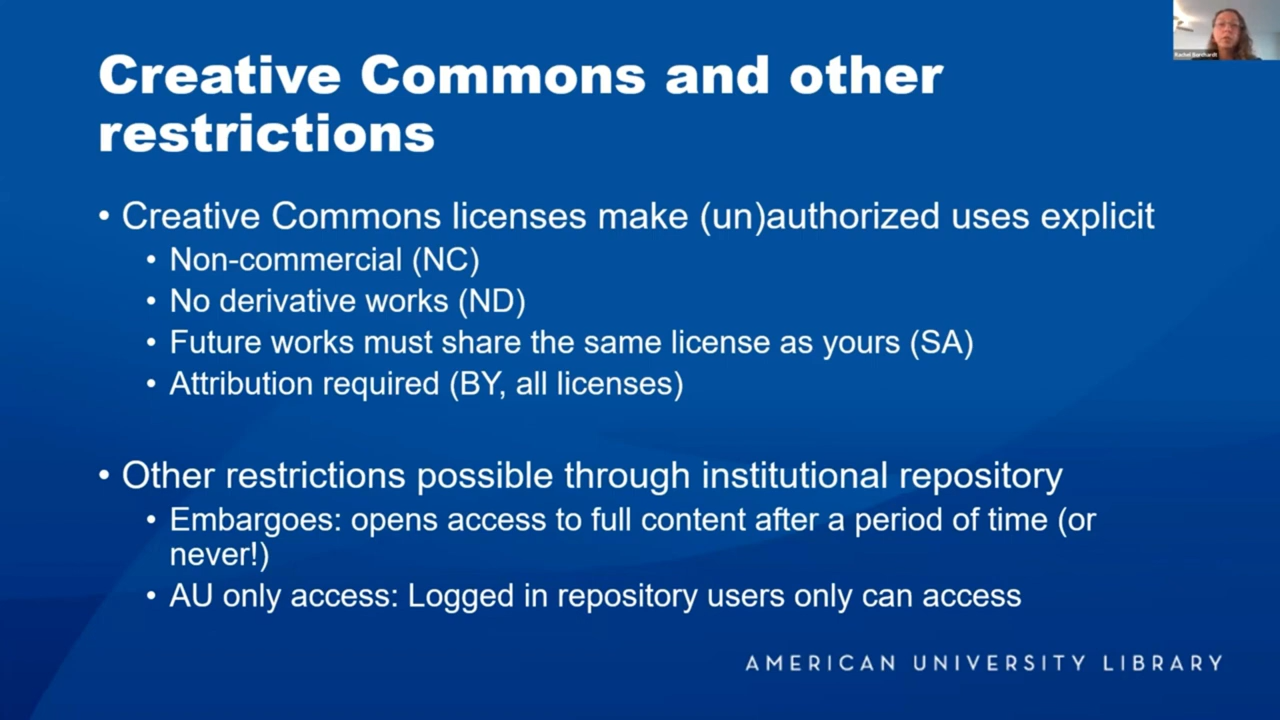 Creative Commons and other
restrictions
• Creative Commons licenses make (un)authorized uses explicit
• Non-commercial (NC)
• No derivative works (ND)
• Future works must share the same license as yours (SA)
• Attribution required (BY, all licenses)
• Other restrictions possible through institutional repository
• Embargoes: opens access to full content after a period of time (or
never!)
• AU only access: Logged in repository users only can access
AMERICAN UNIVERSITY LIBRARY
Rachel Borchardt